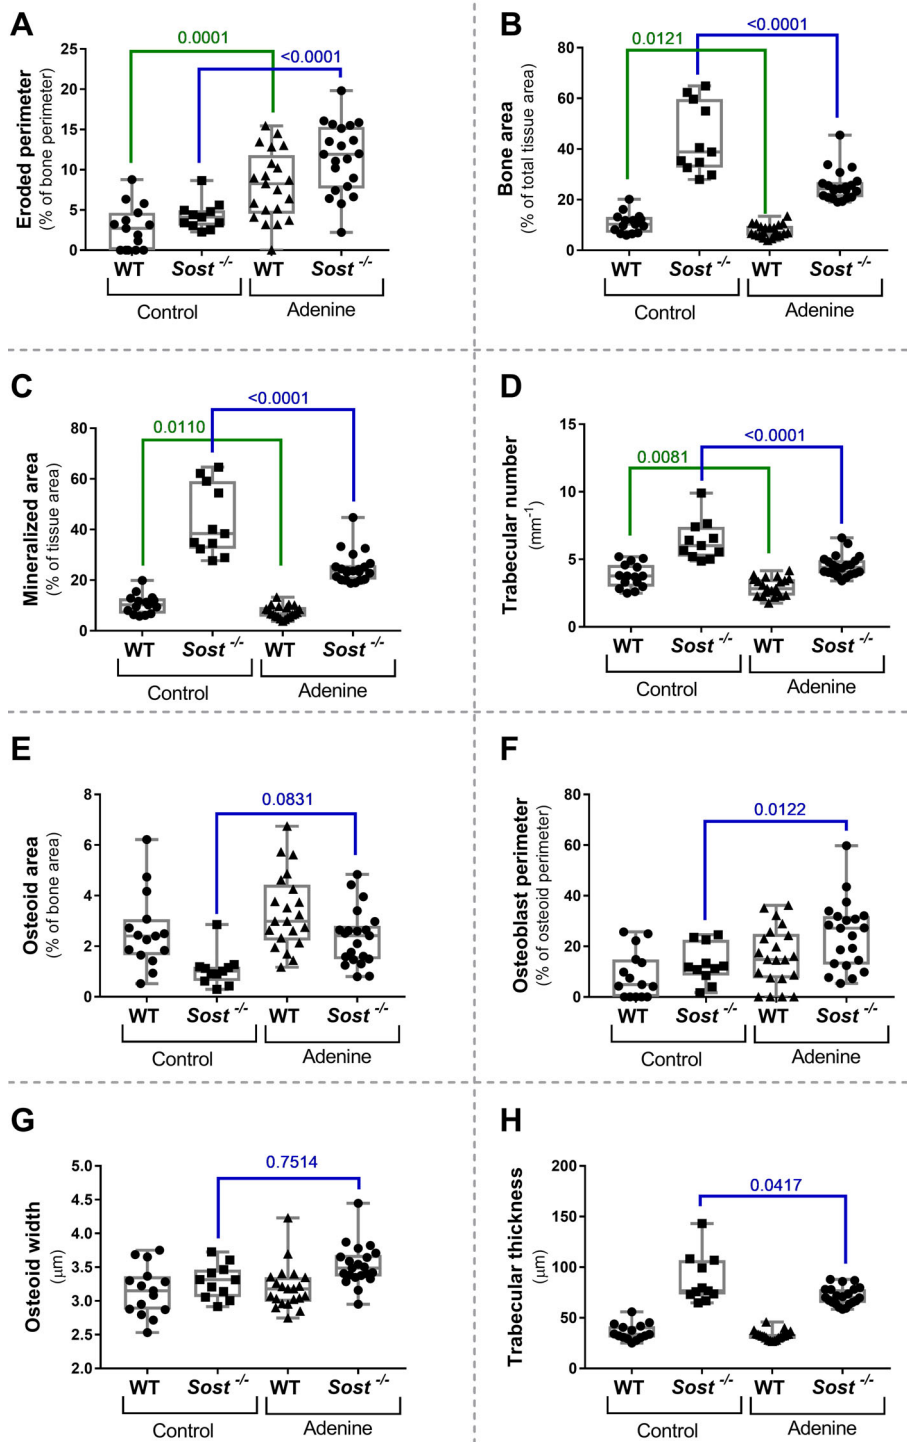 A
Eroded perimeter
(% of bone perimeter)
25
20
15
10
5
0
0.0001
<0.0001
WT
Sost -/-
WT
Sost -/-
Control
Adenine
B
Bone area
(% of total tissue area)
80
60
40
20
0
0.0121
<0.0001
WT
Sost -/-
WT
Sost -/-
Control
Adenine
C
Mineralized area
(% of tissue area)
80
60
40
20
0
0.0110
<0.0001
WT
Sost -/-
WT
Sost -/-
Control
Adenine
D
Trabecular number
(mm-1)
15
10
5
0
0.0081
<0.0001
WT
Sost -/-
WT
Sost -/-
Control
Adenine
E
Osteoid area
(% of bone area)
8
6
4
2
0
0.0831
WT
Sost -/-
WT
Sost -/-
Control
Adenine
F
Osteoblast perimeter
(% of osteoid perimeter)
80
60
40
20
0
0.0122
WT
Sost -/-
WT
Sost -/-
Control
Adenine
G
Osteoid width
(µm)
5.0
4.5
4.0
3.5
3.0
2.5
2.0
0.7514
WT
Sost -/-
WT
Sost -/-
Control
Adenine
H
Trabecular thickness
(µm)
200
150
100
50
0
0.0417
WT
Sost -/-
WT
Sost -/-
Control
Adenine